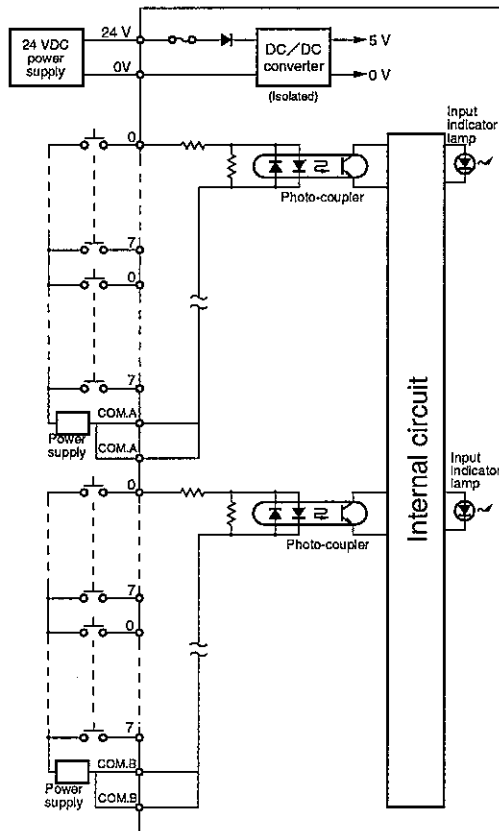 24 VDC
power
supply
24 V
0V
DC/DC
converter
(Isolated)
5 V
0 V
Input
indicator
lamp
0
Photo-coupler
7
0
7
COM.A
Power
supply
COM.A
Internal circuit
Input
indicator
lamp
0
Photo-coupler
7
0
7
COM.B
Power
supply
COM.B